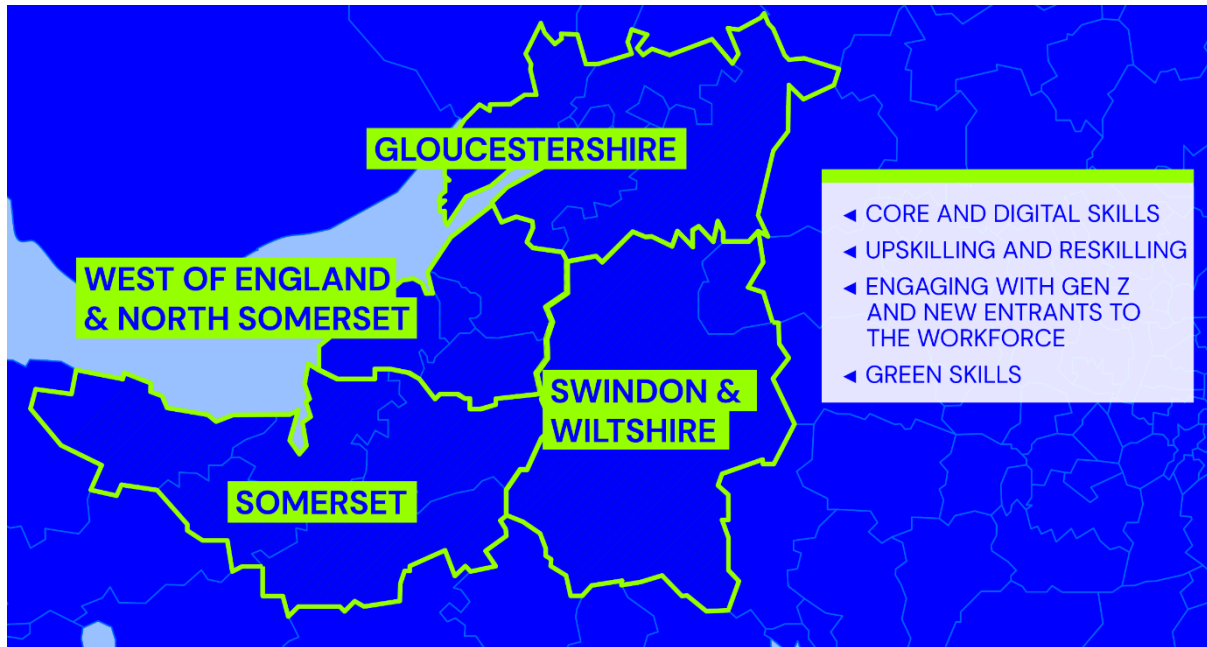 GLOUCESTERSHIRE
WEST OF ENGLAND
& NORTH SOMERSET
SWINDON &
WILTSHIRE
SOMERSET
◄ CORE AND DIGITAL SKILLS
◄ UPSKILLING AND RESKILLING
◄ ENGAGING WITH GEN Z
AND NEW ENTRANTS TO
THE WORKFORCE
◄ GREEN SKILLS